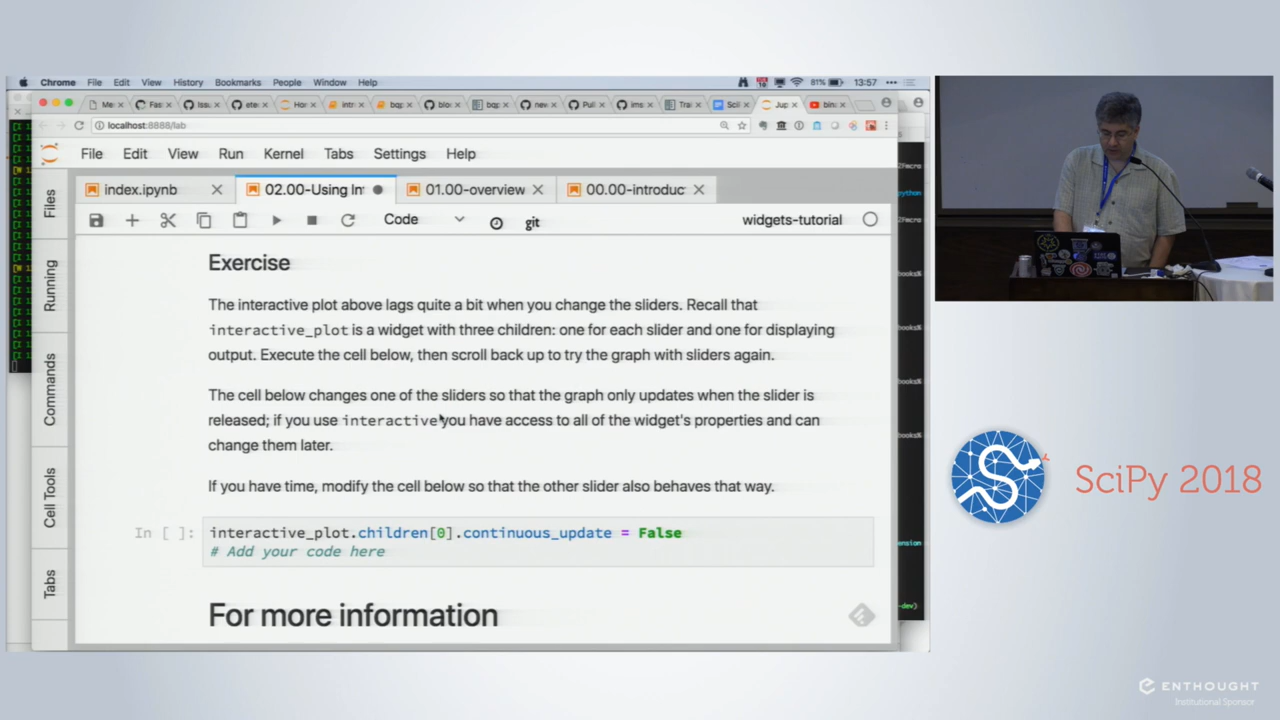 Chrome File Edit View History Bookmarks People Window Help 81% 13:57
localhost:8888/lab
File Edit View Run Kernel Tabs Settings Help
index.ipynb 02.00-Using Int 01.00-overview 00.00-introduc
Code git widgets-tutorial
Files
Running
Commands
Cell Tools
Tabs
Exercise
The interactive plot above lags quite a bit when you change the sliders. Recall that
interactive_plot is a widget with three children: one for each slider and one for displaying
output. Execute the cell below, then scroll back up to try the graph with sliders again.
The cell below changes one of the sliders so that the graph only updates when the slider is
released; if you use interactive you have access to all of the widget's properties and can
change them later.
If you have time, modify the cell below so that the other slider also behaves that way.
In [ ]: interactive_plot.children[0].continuous_update = False
# Add your code here
For more information
SciPy 2018
ENTHOUGHT
Institutional Sponsor